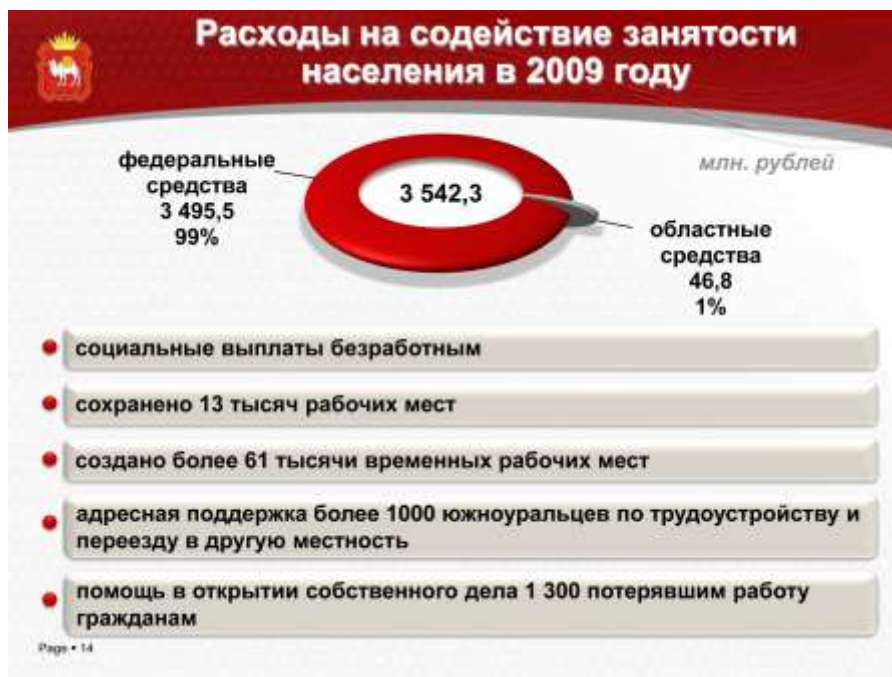 Расходы на содействие занятости
населения в 2009 году
млн. рублей
федеральные
средства
3 495,5
99%
3 542,3
областные
средства
46,8
1%
социальные выплаты безработным
сохранено 13 тысяч рабочих мест
создано более 61 тысячи временных рабочих мест
адресная поддержка более 1000 южноуральцев по трудоустройству и
переезду в другую местность
помощь в открытии собственного дела 1 300 потерявшим работу
гражданам
Page ▪ 14